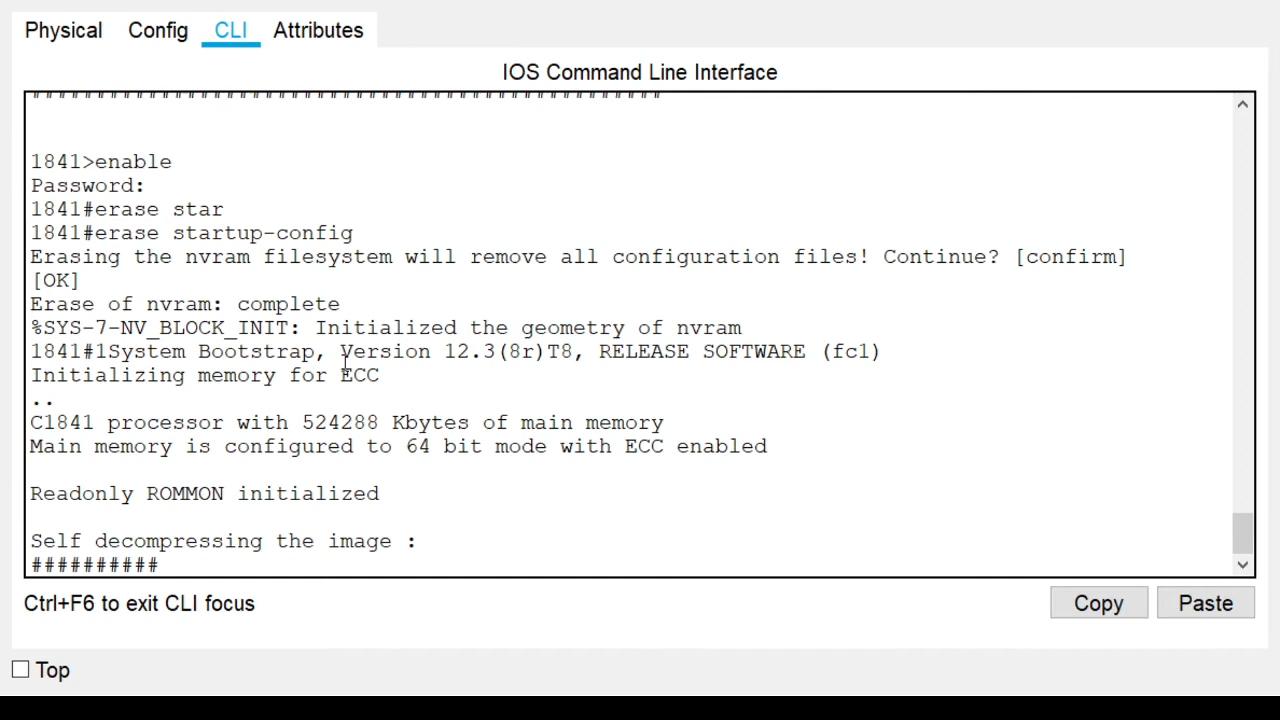 Physical Config CLI Attributes
IOS Command Line Interface
################################################
1841>enable
Password:
1841#erase star
1841#erase startup-config
Erasing the nvram filesystem will remove all configuration files! Continue? [confirm]
[OK]
Erase of nvram: complete
%SYS-7-NV_BLOCK_INIT: Initialized the geometry of nvram
1841#1System Bootstrap, Version 12.3(8r)T8, RELEASE SOFTWARE (fc1)
Initializing memory for ECC
..
C1841 processor with 524288 Kbytes of main memory
Main memory is configured to 64 bit mode with ECC enabled
Readonly ROMMON initialized
Self decompressing the image :
##########
Ctrl+F6 to exit CLI focus
Copy Paste
Top